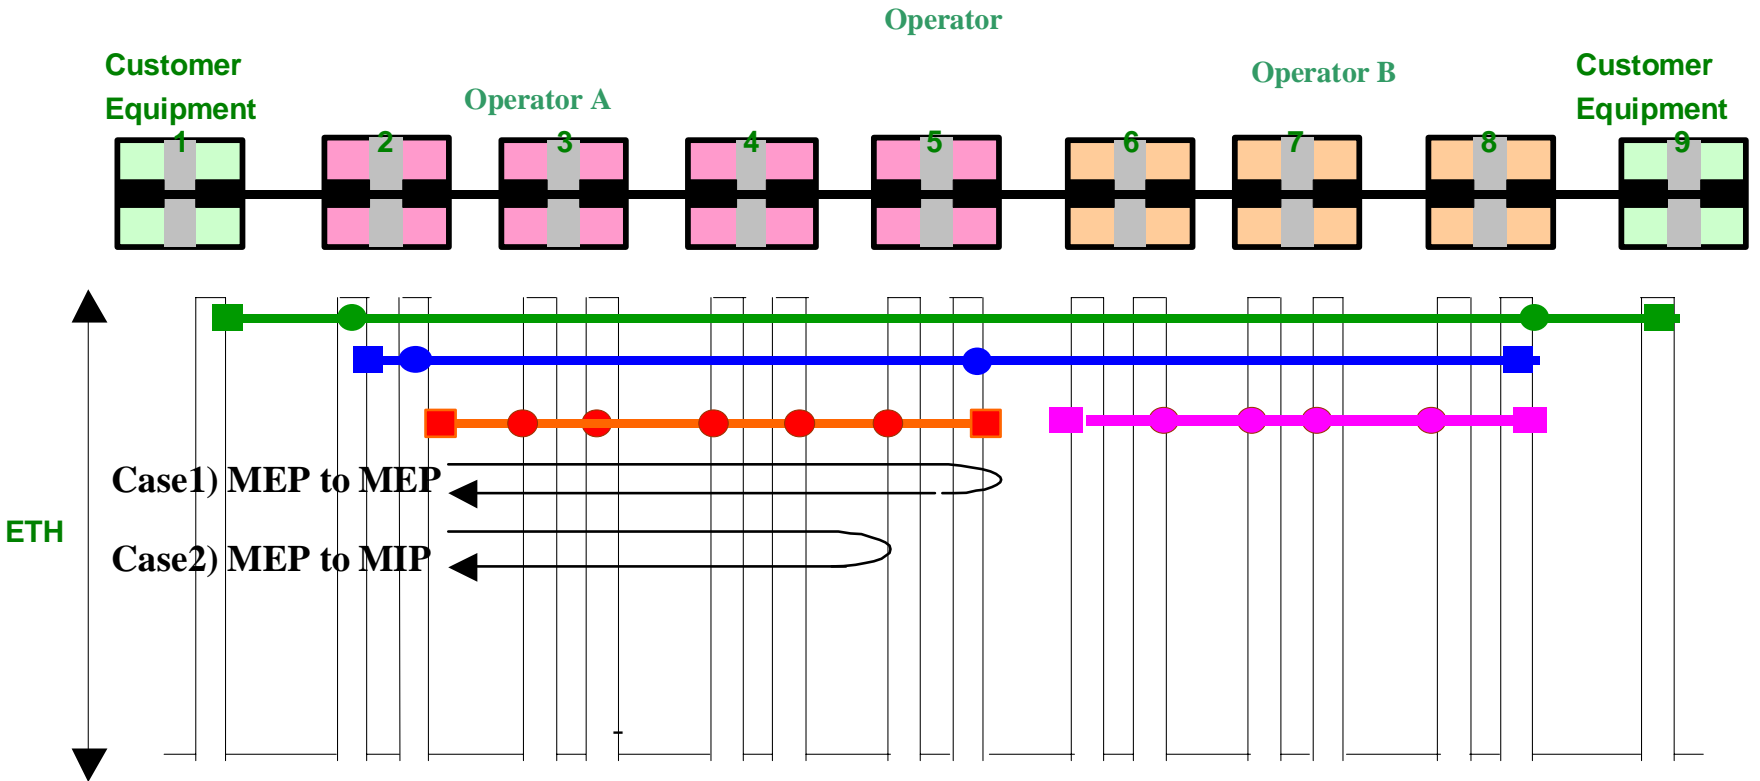 Operator
Customer
Equipment
Operator A
Operator B
Customer
Equipment
1
2
3
4
5
6
7
8
9
Case1) MEP to MEP
ETH
Case2) MEP to MIP